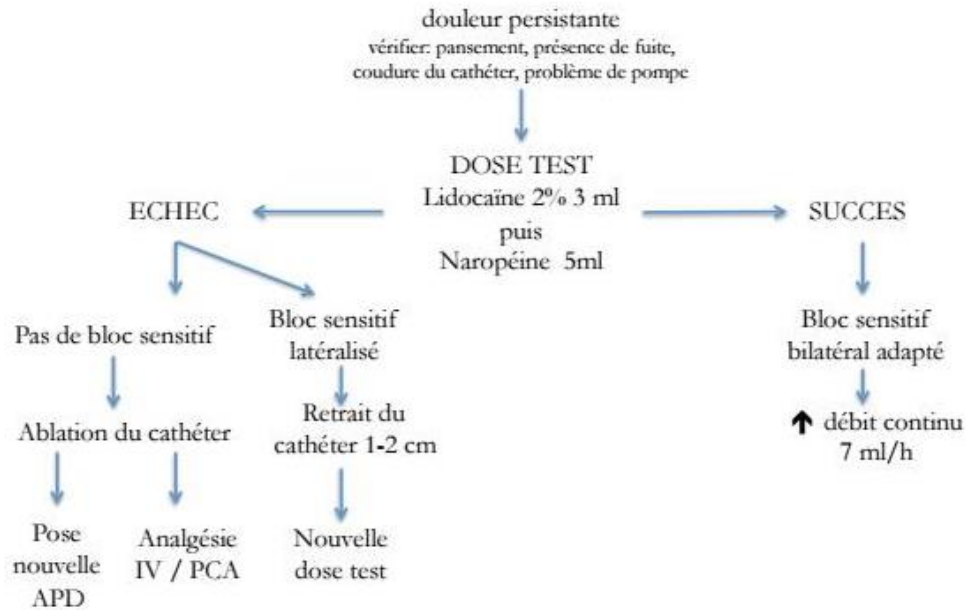 douleur persistante
vérifier: pansement, présence de fuite,
coudure du cathéter, problème de pompe
DOSE TEST
Lidocaïne 2% 3 ml
puis
Naropéine 5ml
ECHEC
SUCCES
Pas de bloc sensitif
Bloc sensitif
latéralisé
Bloc sensitif
bilatéral adapté
Ablation du cathéter
Retrait du
cathéter 1-2 cm
débit continu
7 ml/h
Pose
nouvelle
APD
Analgésie
IV / PCA
Nouvelle
dose test